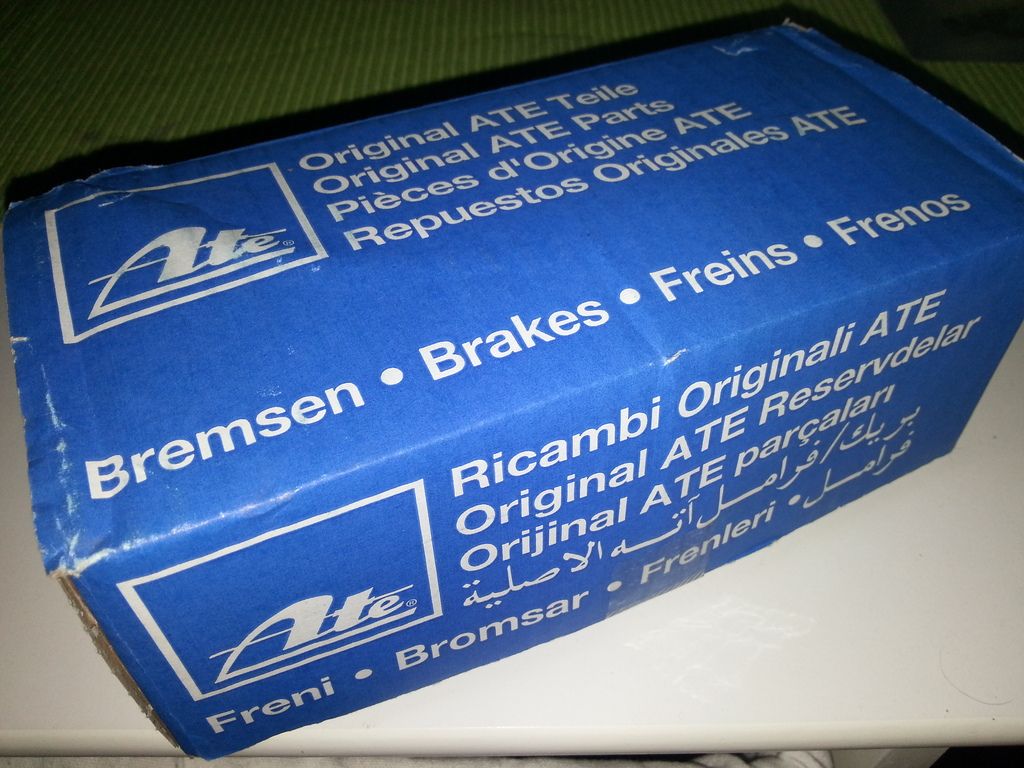 Ate®
Original ATE Teile
Original ATE Parts
Pièces d'Origine ATE
Repuestos Originales ATE
Bremsen • Brakes • Freins • Frenos
Ate®
Ricambi Originali ATE
Original ATE Reservdelar
Orijinal ATE parçaları
بريك/فرامل آته الاصلية
Freni • Bromsar • Frenleri • فرامل